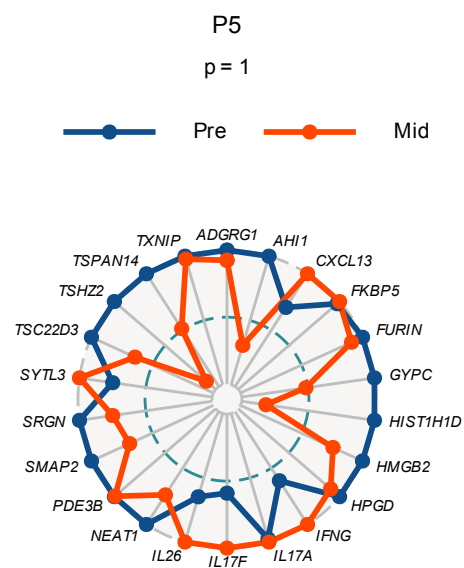 P5
p = 1
Pre Mid
ADGRG1
TXNIP AHI1
TSPAN14 CXCL13
TSHZ2 FKBP5
TSC22D3 FURIN
SYTL3 GYPC
SRGN HIST1H1D
SMAP2 HMGB2
PDE3B HPGD
NEAT1 IFNG
IL26 IL17A
IL17F